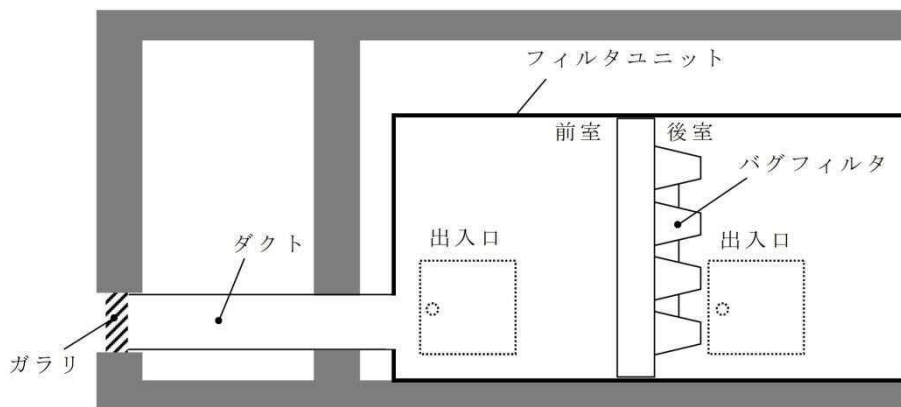 フィルタユニット
前室
後室
バグフィルタ
ダクト
出入口
出入口
ガラリ